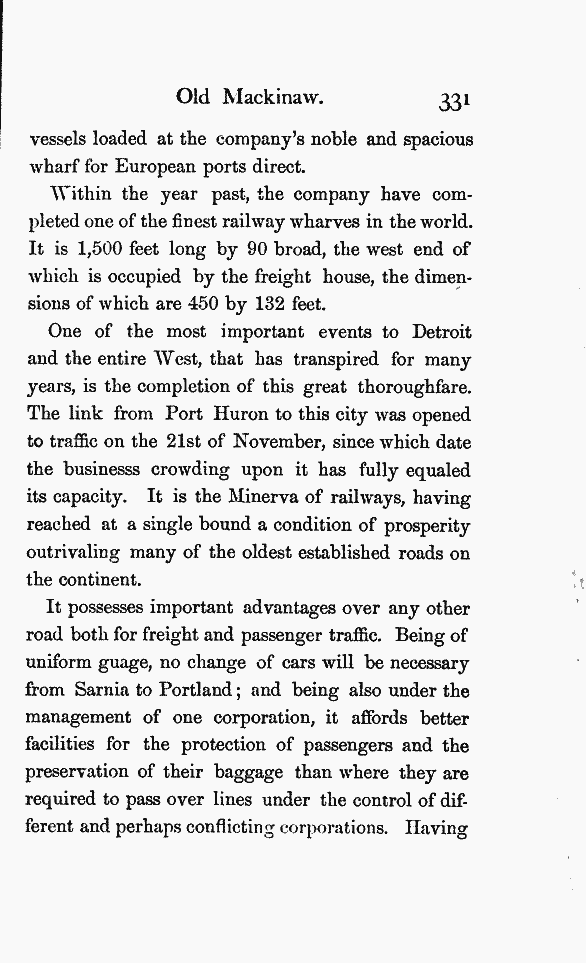 Old Mackinaw. 331
vessels loaded at the company's noble and spacious
wharf for European ports direct.
Within the year past, the company have com-
pleted one of the finest railway wharves in the world.
It is 1,500 feet long by 90 broad, the west end of
which is occupied by the freight house, the dimen-
sions of which are 450 by 132 feet.
One of the most important events to Detroit
and the entire West, that has transpired for many
years, is the completion of this great thoroughfare.
The link from Port Huron to this city was opened
to traffic on the 21st of November, since which date
the businesss crowding upon it has fully equaled
its capacity. It is the Minerva of railways, having
reached at a single bound a condition of prosperity
outrivaling many of the oldest established roads on
the continent.
It possesses important advantages over any other
road both for freight and passenger traffic. Being of
uniform guage, no change of cars will be necessary
from Sarnia to Portland; and being also under the
management of one corporation, it affords better
facilities for the protection of passengers and the
preservation of their baggage than where they are
required to pass over lines under the control of dif-
ferent and perhaps conflicting corporations. Having